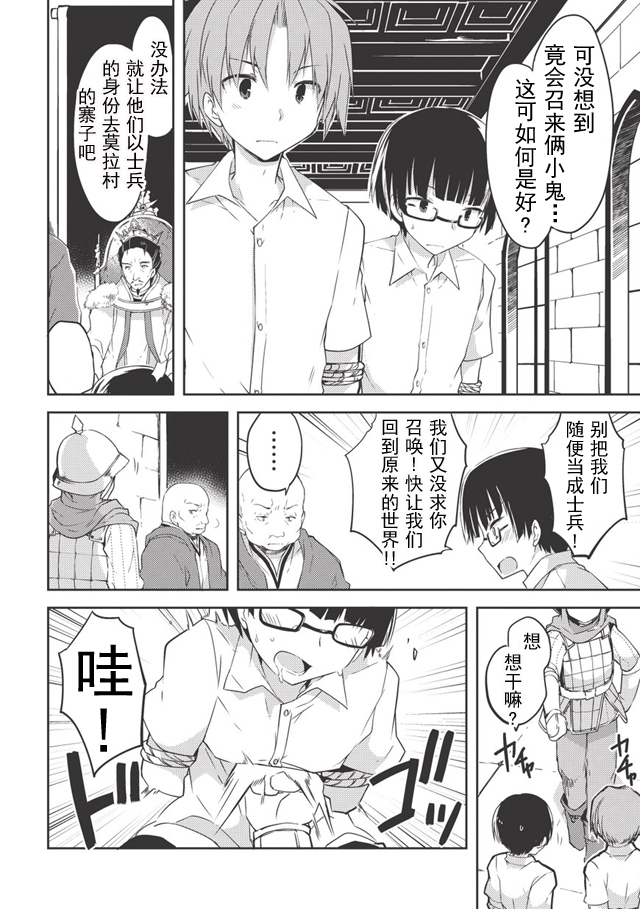 可没想到
竟会召来俩小鬼…
这可如何是好?
没办法
就让他们以士兵
的身份去莫拉村
的寨子吧
别把我们
随便当成士兵!
我们又没求你
召唤!快让我们
回到原来的世界!!
……
想
想干嘛?
ガチャ
ガチャ
哇!
ドガッ